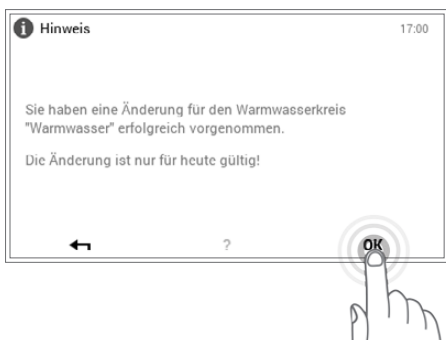 Hinweis
17:00
Sie haben eine Änderung für den Warmwasserkreis
"Warmwasser" erfolgreich vorgenommen.
Die Änderung ist nur für heute gültig!
?
OK